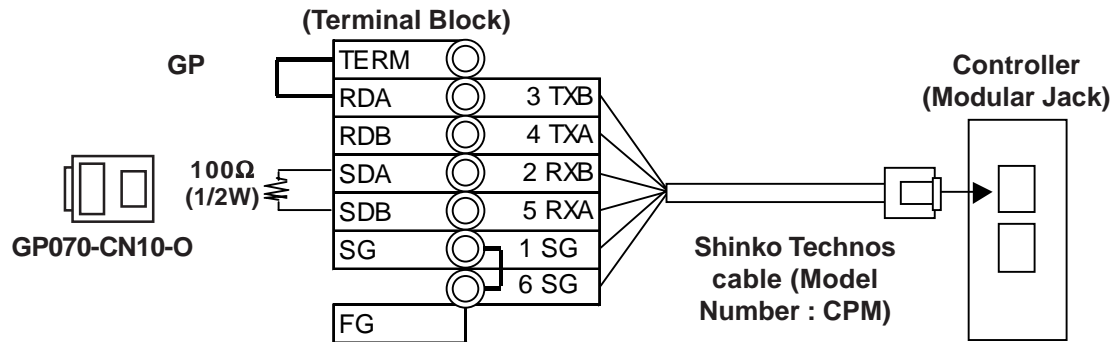 (Terminal Block)
GP
TERM
RDA
3 TXB
RDB
4 TXA
100Ω
(1/2W)
SDA
2 RXB
SDB
5 RXA
SG
1 SG
6 SG
FG
GP070-CN10-O
Shinko Technos
cable (Model
Number : CPM)
Controller
(Modular Jack)